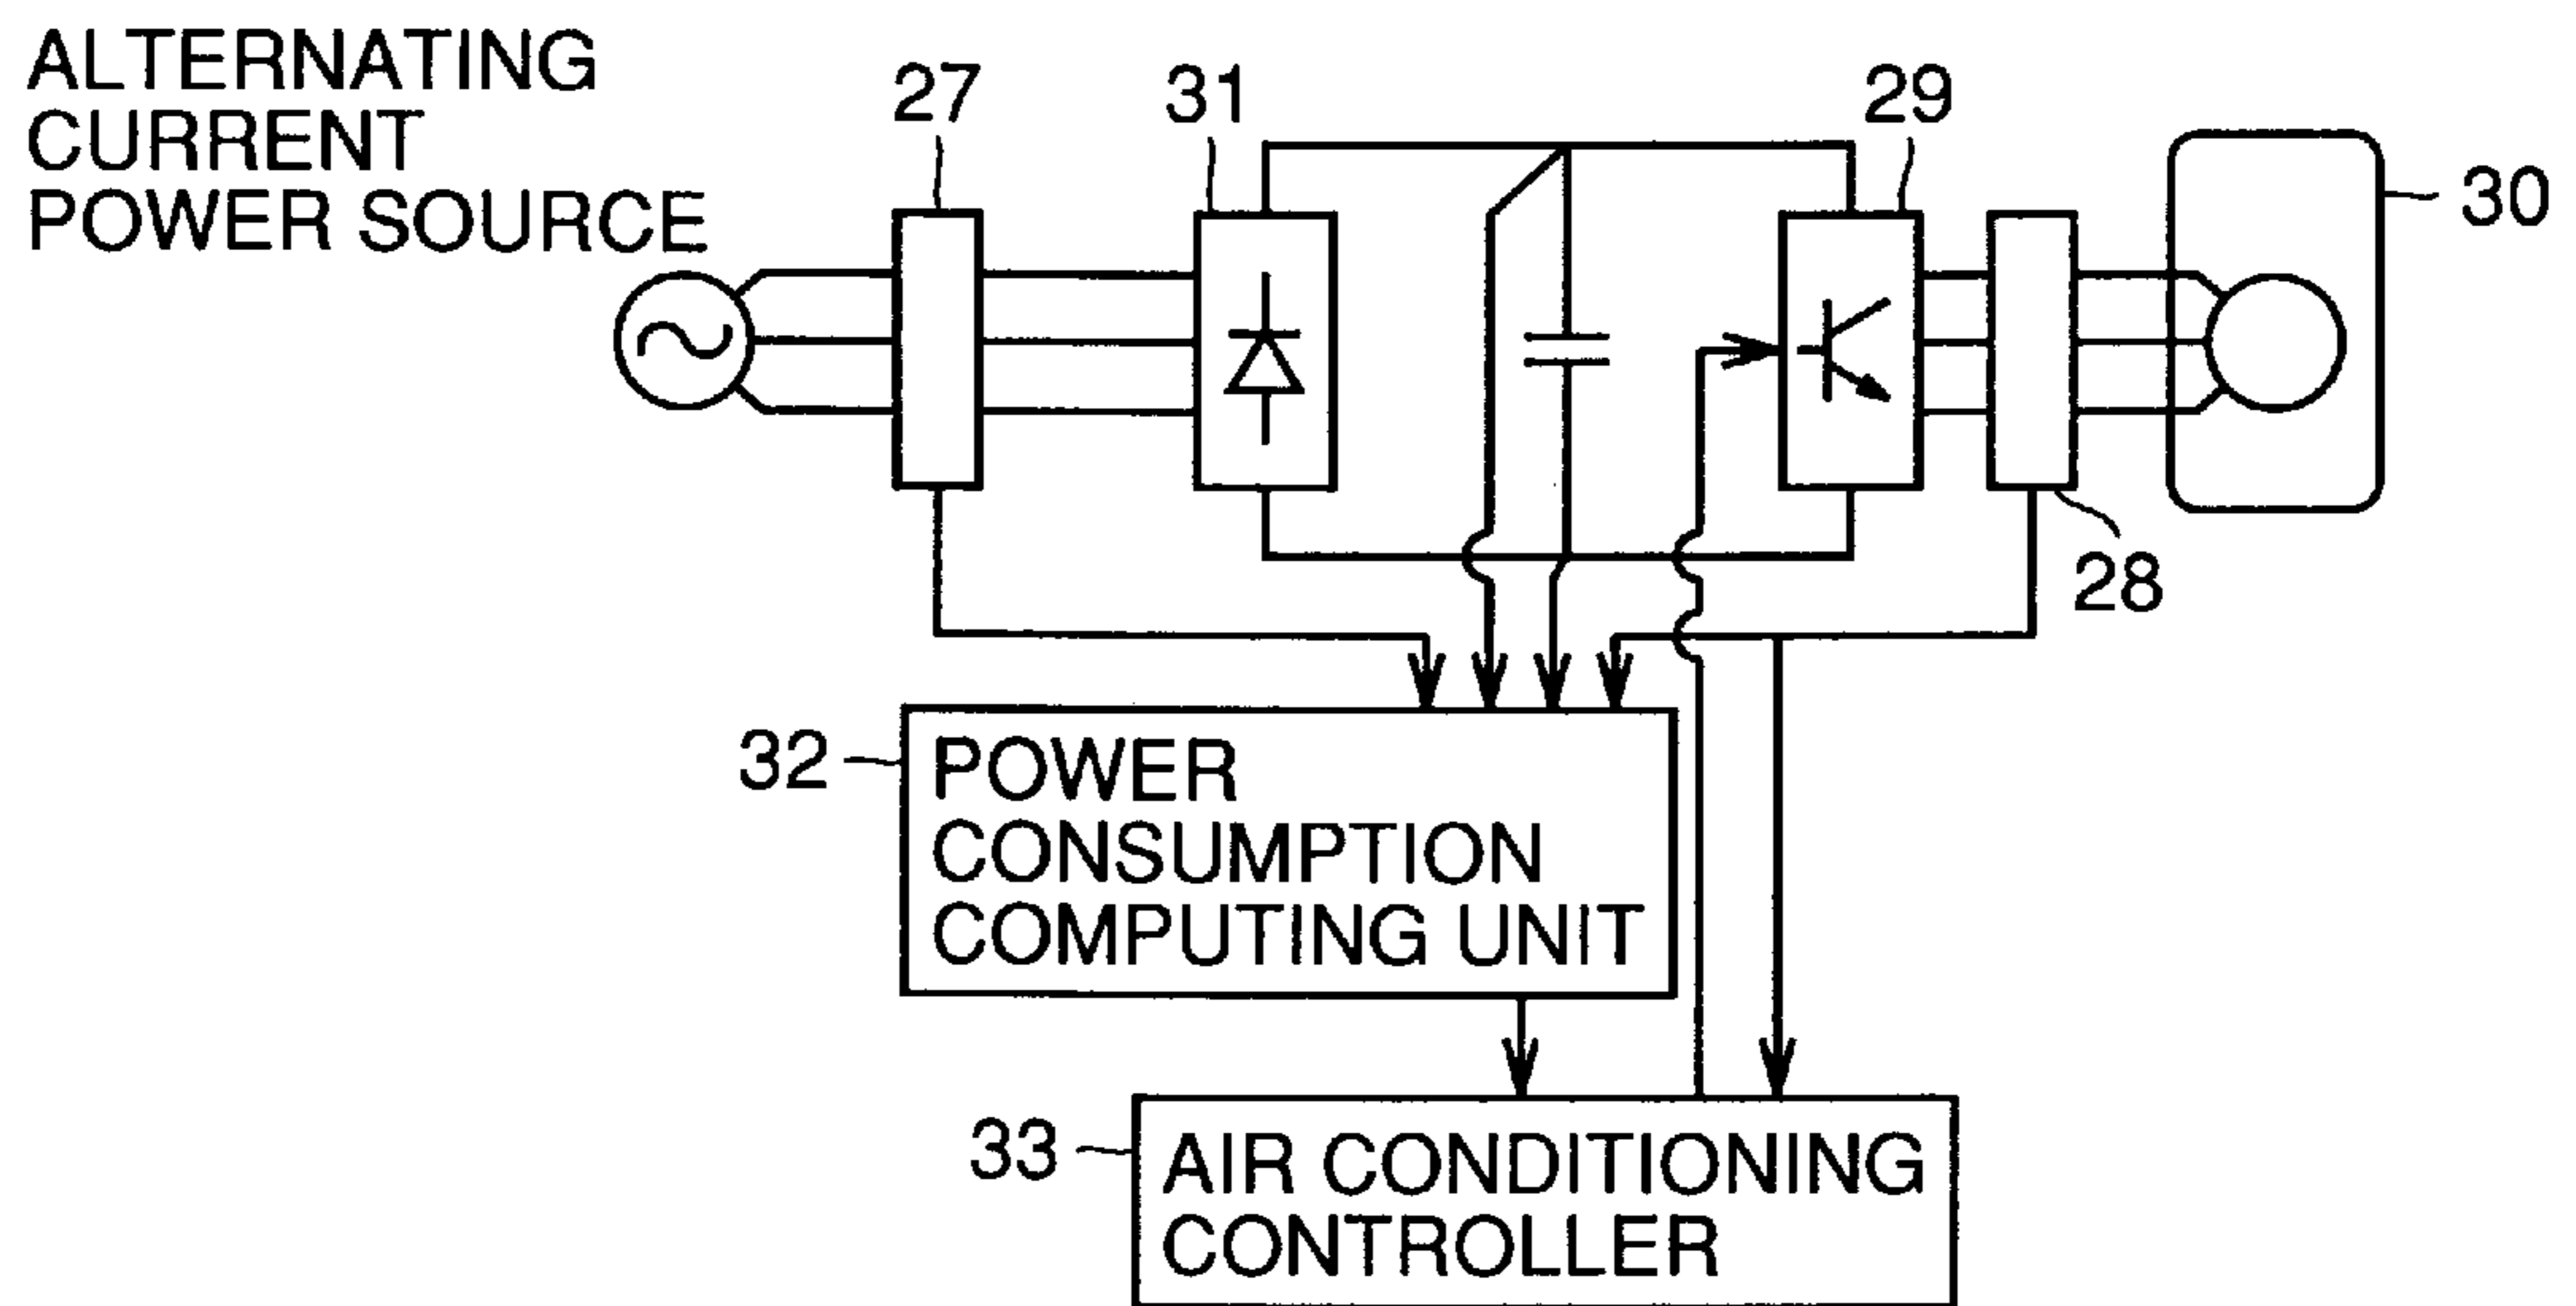 ALTERNATING
CURRENT
POWER SOURCE
27
31
29
30
28
32
POWER
CONSUMPTION
COMPUTING UNIT
33
AIR CONDITIONING
CONTROLLER